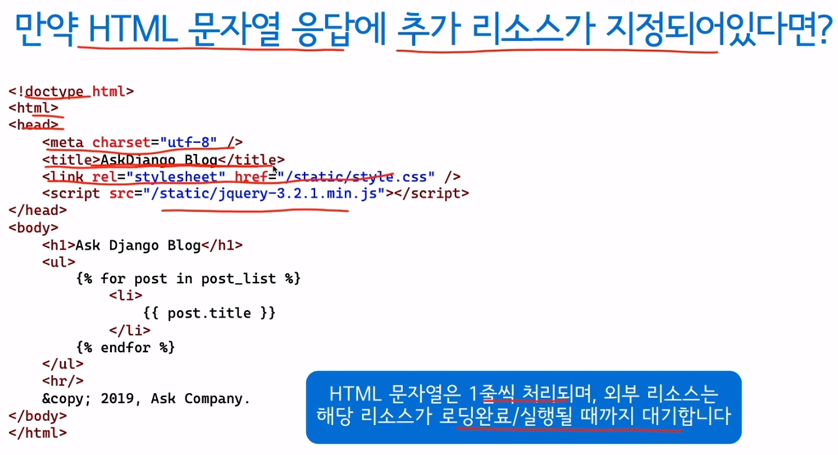 만약 HTML 문자열 응답에 추가 리소스가 지정되어있다면?
<!doctype html>
<html>
<head>
<meta charset="utf-8" />
<title>AskDjango Blog</title>
<link rel="stylesheet" href="/static/style.css" />
<script src="/static/jquery-3.2.1.min.js"></script>
</head>
<body>
<h1>Ask Django Blog</h1>
<ul>
{% for post in post_list %}
<li>
{{ post.title }}
</li>
{% endfor %}
</ul>
<hr/>
&copy; 2019, Ask Company.
</body>
</html>
HTML 문자열은 1줄씩 처리되며, 외부 리소스는
해당 리소스가 로딩완료/실행될 때까지 대기합니다